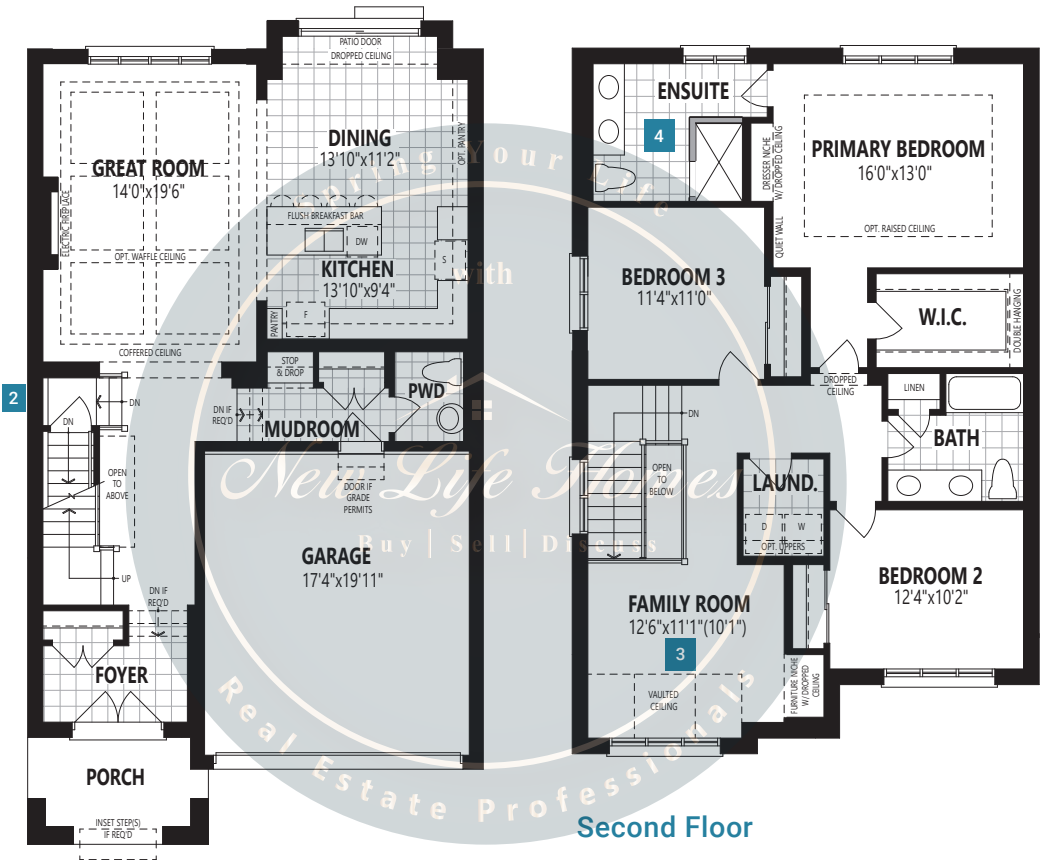 PATIO DOOR
DROPPED CEILING
DINING
13'10"x11'2"
OPT. PANTRY
GREAT ROOM
14'0"x19'6"
ELECTRIC FIREPLACE
OPT. WAFFLE CEILING
COFFERED CEILING
FLUSH BREAKFAST BAR
DW
S
KITCHEN
13'10"x9'4"
PANTRY
F
STOP
& DROP
PWD
DN IF
REQ'D
MUDROOM
2
DN
DN
OPEN
TO
ABOVE
UP
DOOR IF
GRADE
PERMITS
GARAGE
17'4"x19'11"
DN IF
REQ'D
FOYER
PORCH
INSET STEP(S)
IF REQ'D
ENSUITE
4
DRESSER NICHE
W/ DROPPED CEILING
PRIMARY BEDROOM
16'0"x13'0"
OPT. RAISED CEILING
QUIET WALL
BEDROOM 3
11'4"x11'0"
W.I.C.
DOUBLE HANGING
DROPPED
CEILING
LINEN
BATH
DN
OPEN
TO
BELOW
LAUND.
D
W
OPT. UPPERS
BEDROOM 2
12'4"x10'2"
FAMILY ROOM
12'6"x11'1"(10'1")
3
VAULTED
CEILING
FURNITURE NICHE
W/ DROPPED
CEILING
Second Floor
Spring Your Life
with
New Life Homes
Buy | Sell | Discuss
Real Estate Professionals